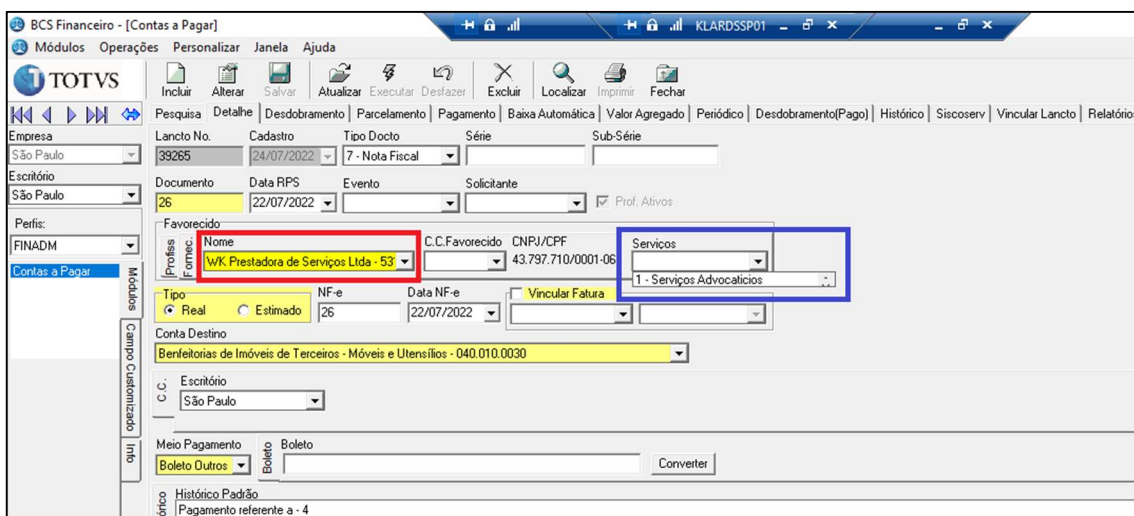 BCS Financeiro - [Contas a Pagar]
KLARDSSP01
Módulos Operações Personalizar Janela Ajuda
TOTVS
Incluir Alterar Salvar Atualizar Executar Desfazer Excluir Localizar Imprimir Fechar
Pesquisa Detalhe Desdobramento Parcelamento Pagamento Baixa Automática Valor Agregado Periódico Desdobramento(Pago) Histórico Siscoserv Vincular Lancto Relatórios
Empresa
São Paulo
Escritório
São Paulo
Perfis:
FINADM
Contas a Pagar
Módulos
Campo Customizado
Info
Lancto No. Cadastro Tipo Docto Série Sub-Série
39265 24/07/2022 7 - Nota Fiscal
Documento Data RPS Evento Solicitante
26 22/07/2022 Prof. Ativos
Favorecido
Profiss
Fornec.
Nome C.C.Favorecido CNPJ/CPF Serviços
WK Prestadora de Serviços Ltda - 53 43.797.710/0001-06
1 - Serviços Advocaticios
Tipo NF-e Data NF-e Vincular Fatura
Real Estimado 26 22/07/2022
Conta Destino
Benfeitorias de Imóveis de Terceiros - Móveis e Utensílios - 040.010.0030
C.C.
Escritório
São Paulo
Meio Pagamento Boleto
Boleto Outros Boleto Converter
Histórico Padrão
Pagamento referente a - 4